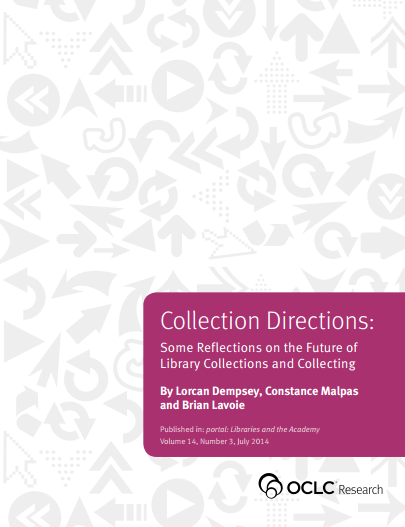 Collection Directions:
Some Reflections on the Future of
Library Collections and Collecting
By Lorcan Dempsey, Constance Malpas
and Brian Lavoie
Published in: portal: Libraries and the Academy
Volume 14, Number 3, July 2014
OCLC Research